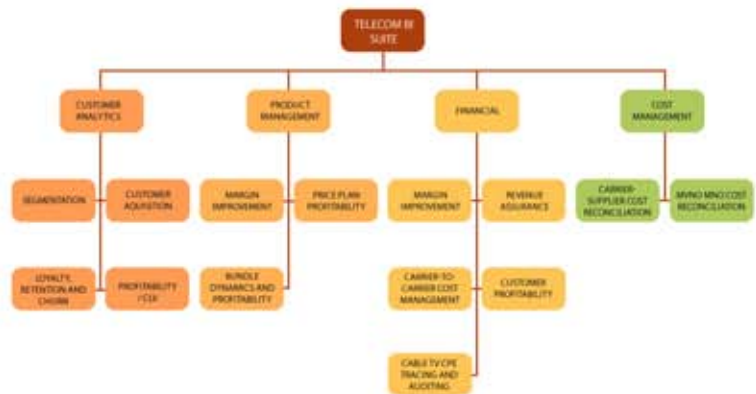 TELECOM BI
SUITE
CUSTOMER
ANALYTICS
PRODUCT
MANAGEMENT
FINANCIAL
COST
MANAGEMENT
SEGMENTATION
CUSTOMER
AQUISITION
MARGIN
IMPROVEMENT
PRICE PLAN
PROFITABILITY
MARGIN
IMPROVEMENT
REVENUE
ASSURANCE
CARRIER-
SUPPLIER COST
RECONCILIATION
MVNO MNO COST
RECONCILIATION
LOYALTY,
RETENTION AND
CHURN
PROFITABILITY
BUNDLE
DYNAMICS AND
PROFITABILITY
CARRIER-TO-
CARRIER COST
MANAGEMENT
CUSTOMER
PROFITABILITY
CABLE TV CPE
TRACING AND
AUDITING